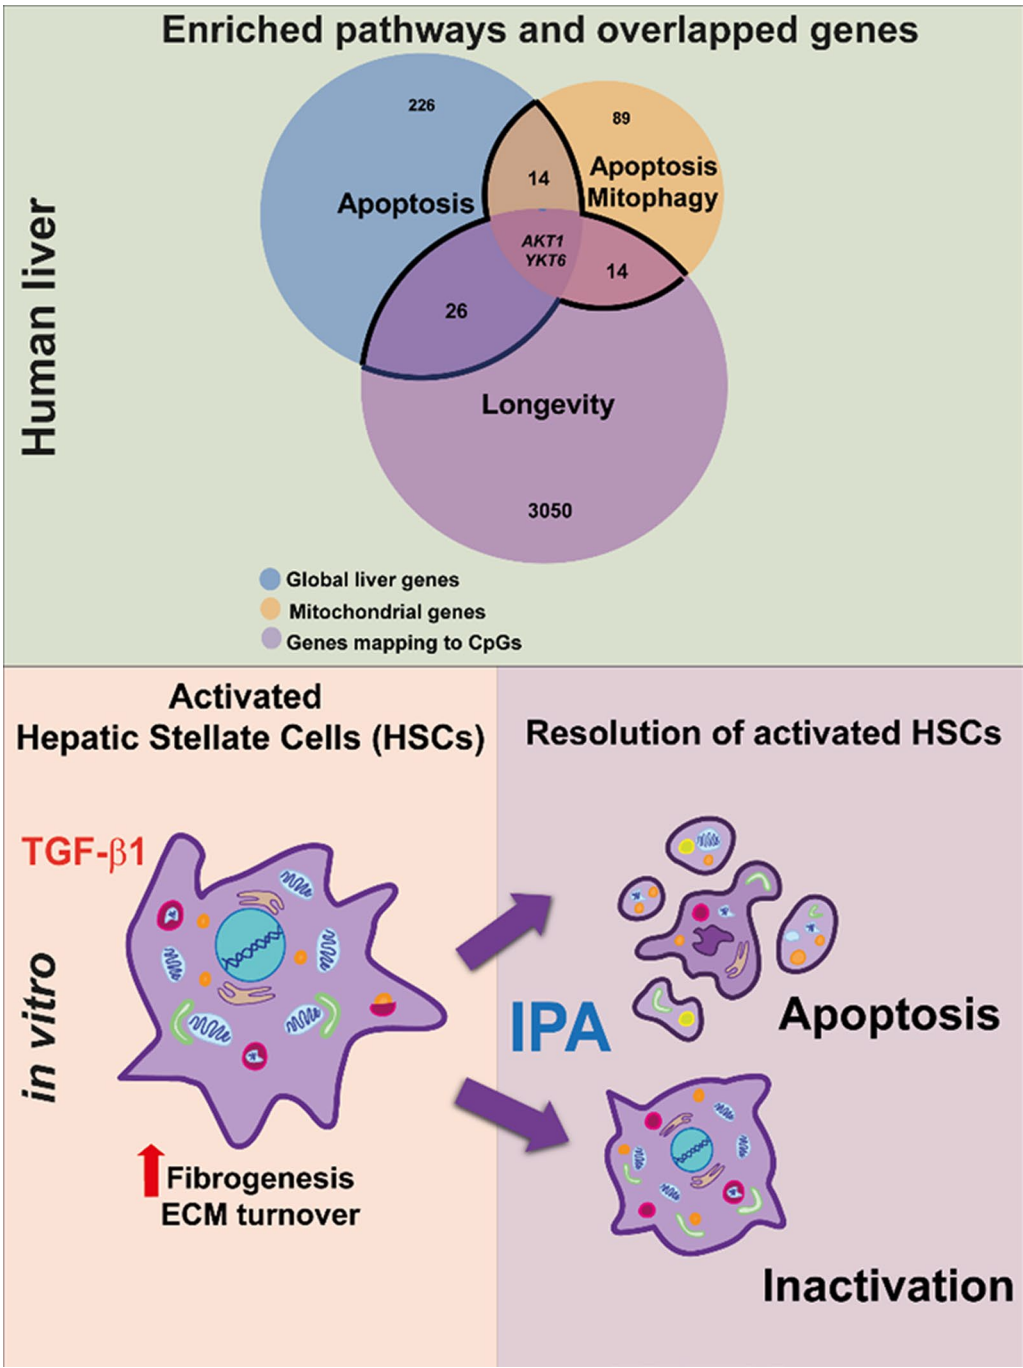 Enriched pathways and overlapped genes
Human liver
226
89
Apoptosis
Mitophagy
14
Apoptosis
AKT1
YKT6
14
26
Longevity
3050
Global liver genes
Mitochondrial genes
Genes mapping to CpGs
Activated
Hepatic Stellate Cells (HSCs)
Resolution of activated HSCs
TGF-β1
in vitro
IPA
Apoptosis
Fibrogenesis
ECM turnover
Inactivation